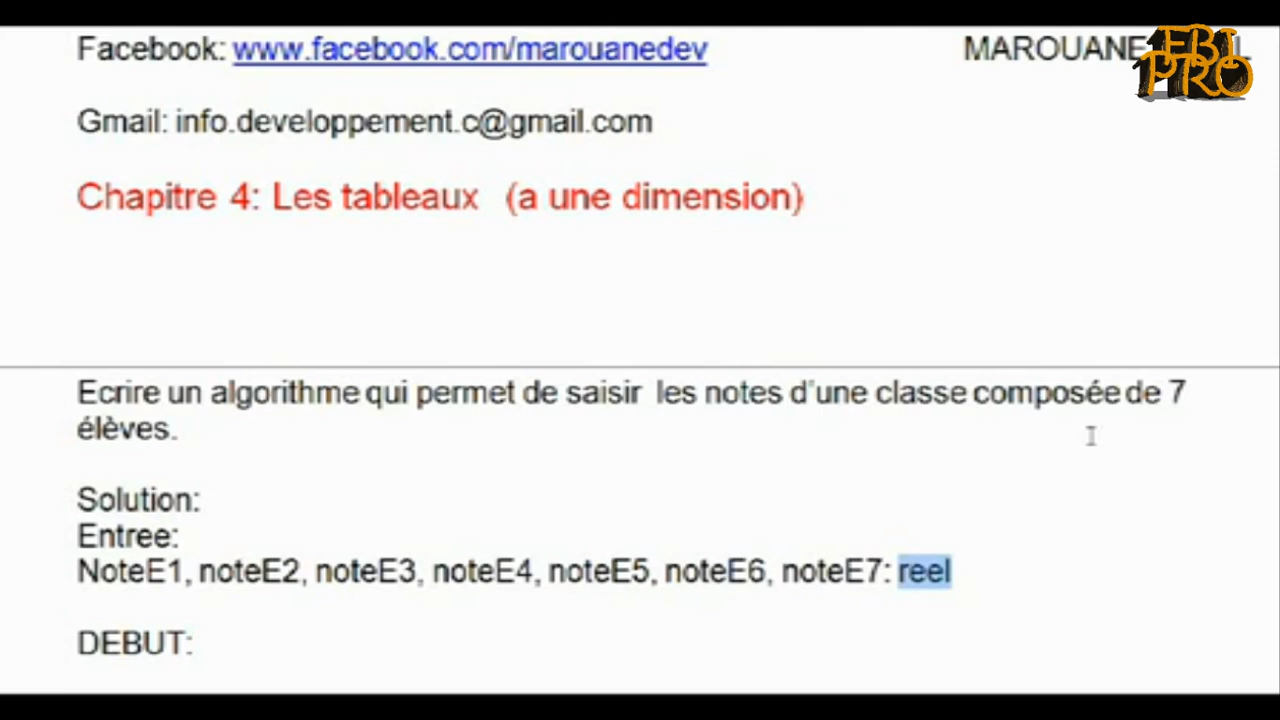 Facebook: www.facebook.com/marouanedev
MAROUANE
EBI
PRO
Gmail: info.developpement.c@gmail.com
Chapitre 4: Les tableaux (a une dimension)
Ecrire un algorithme qui permet de saisir les notes d'une classe composée de 7
élèves.
Solution:
Entree:
NoteE1, noteE2, noteE3, noteE4, noteE5, noteE6, noteE7: reel
DEBUT: